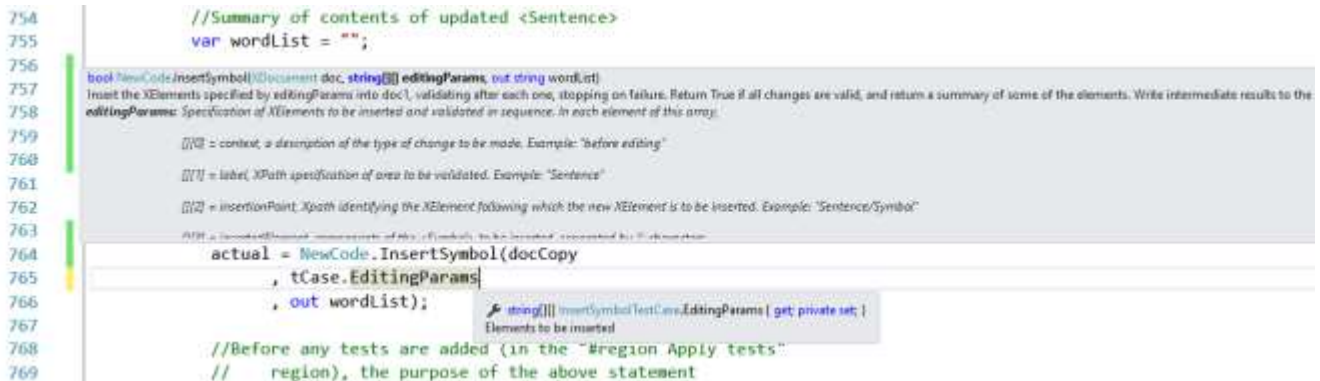 754 //Summary of contents of updated <Sentence>
755 var wordList = "";
756
bool NewCode.InsertSymbol(XDocument doc, string[][] editingParams, out string wordList)
757 Insert the XElements specified by editingParams into doc1, validating after each one, stopping on failure. Return True if all changes are valid, and return a summary of some of the elements. Write intermediate results to the
758 editingParams: Specification of XElements to be inserted and validated in sequence. In each element of this array:
759 [][0] = context, a description of the type of change to be made. Example: "before editing"
760
761 [][1] = label, XPath specification of area to be validated. Example: "Sentence"
762 [][2] = insertionPoint, Xpath identifying the XElement following which the new XElement is to be inserted. Example: "Sentence/Symbol"
763
764 actual = NewCode.InsertSymbol(docCopy
765 , tCase.EditingParams
766 , out wordList);
string[][] InsertSymbolTestCase.EditingParams { get; private set; }
767 Elements to be inserted
768 //Before any tests are added (in the "#region Apply tests"
769 // region), the purpose of the above statement